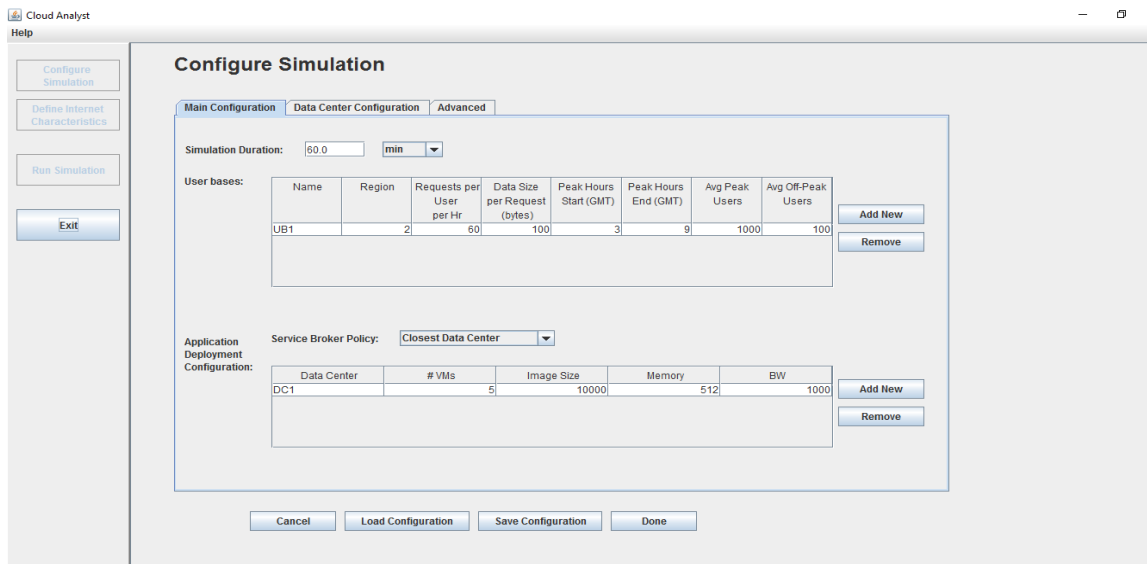 Cloud Analyst
Help
Configure
Simulation
Define Internet
Characteristics
Run Simulation
Exit
Configure Simulation
Main Configuration Data Center Configuration Advanced
Simulation Duration: 60.0 min
User bases:
Name Region Requests per User per Hr Data Size per Request (bytes) Peak Hours Start (GMT) Peak Hours End (GMT) Avg Peak Users Avg Off-Peak Users
UB1 2 60 100 3 9 1000 100
Add New
Remove
Application
Deployment
Configuration:
Service Broker Policy: Closest Data Center
Data Center # VMs Image Size Memory BW
DC1 5 10000 512 1000
Add New
Remove
Cancel Load Configuration Save Configuration Done